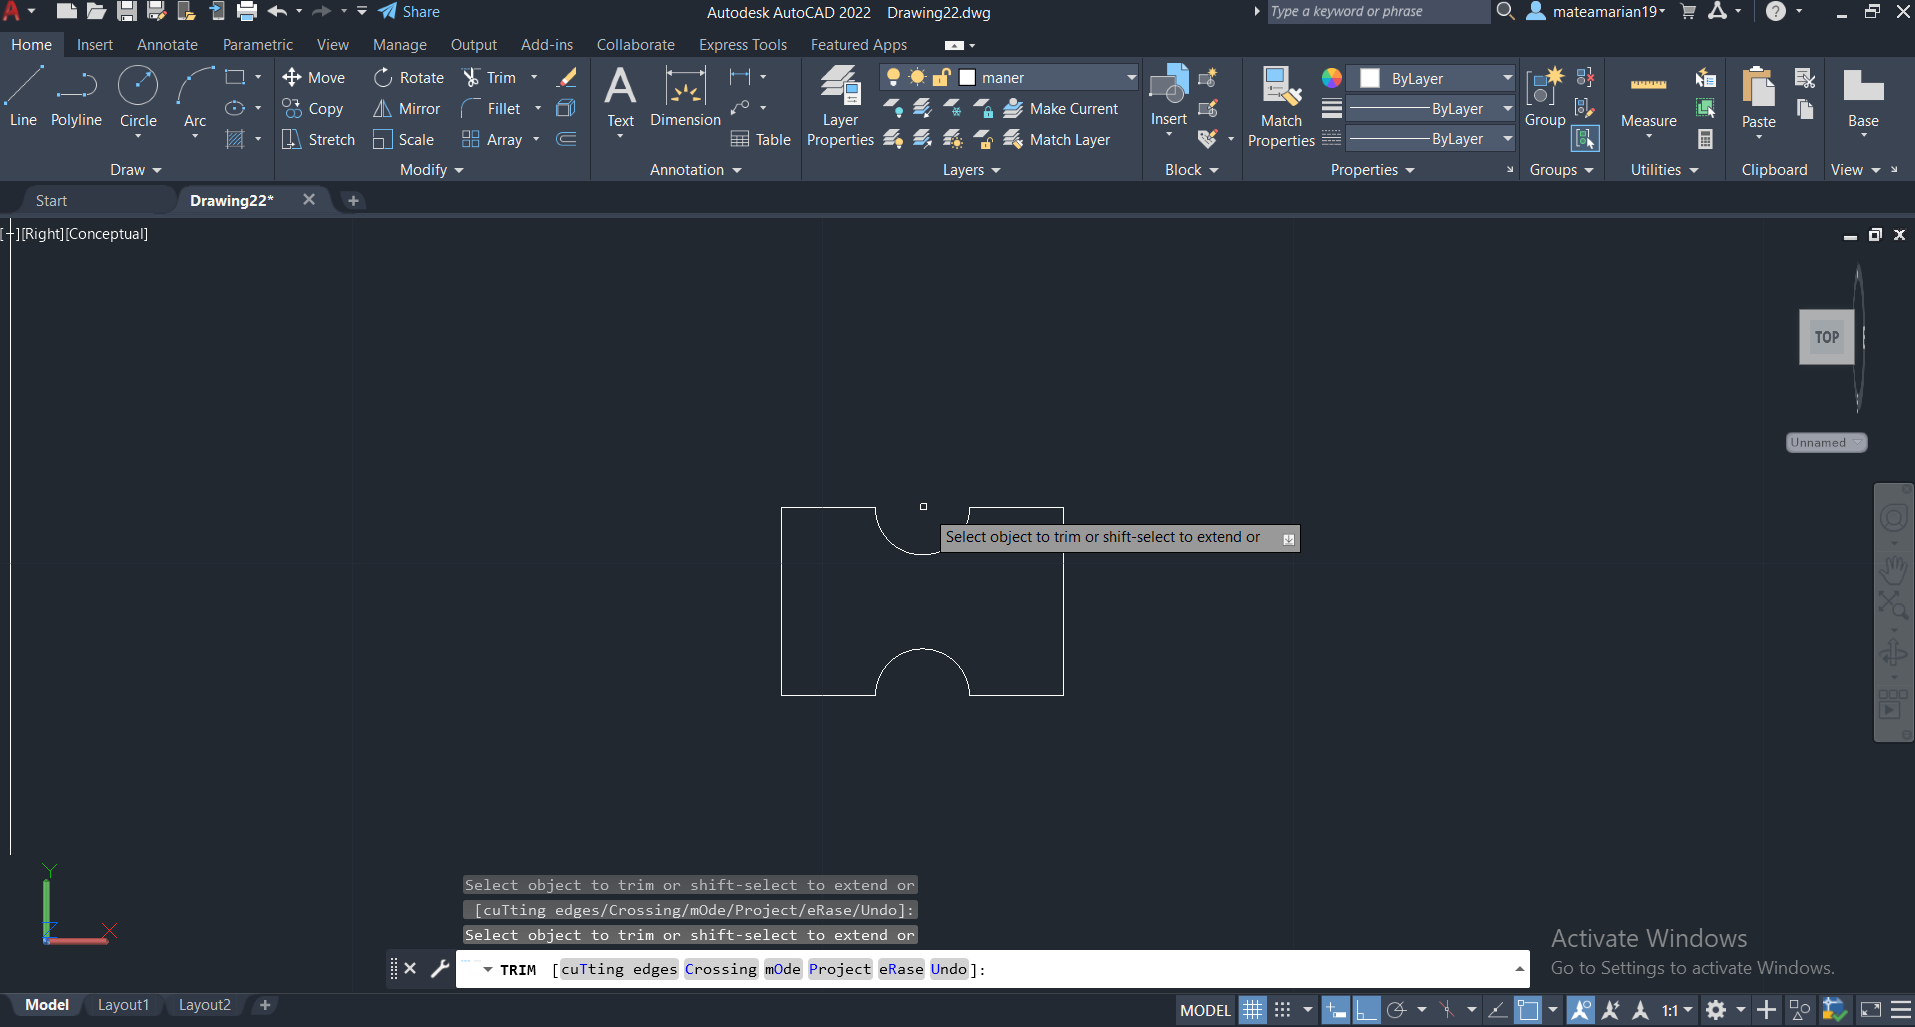 Share
Autodesk AutoCAD 2022 Drawing22.dwg
Type a keyword or phrase
mateamarian19
Home Insert Annotate Parametric View Manage Output Add-ins Collaborate Express Tools Featured Apps
Line Polyline Circle Arc
Draw
Move Rotate Trim
Copy Mirror Fillet
Stretch Scale Array
Modify
Text Dimension Table
Annotation
Layer Properties
maner
Make Current
Match Layer
Layers
Insert
Block
Match Properties
ByLayer
ByLayer
ByLayer
Properties
Group
Groups
Measure
Utilities
Paste
Clipboard
Base
View
Start Drawing22*
[−][Right][Conceptual]
TOP
Unnamed
Select object to trim or shift-select to extend or
Y
X
Select object to trim or shift-select to extend or
[cuTting edges/Crossing/mOde/Project/eRase/Undo]:
Select object to trim or shift-select to extend or
TRIM [cuTting edges Crossing mOde Project eRase Undo]:
Activate Windows
Go to Settings to activate Windows.
Model Layout1 Layout2
MODEL 1:1